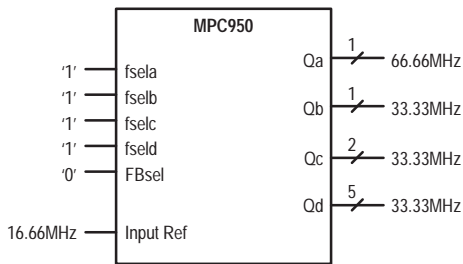 MPC950
'1' fsela
'1' fselb
'1' fselc
'1' fseld
'0' FBsel
16.66MHz Input Ref
Qa 1 66.66MHz
Qb 1 33.33MHz
Qc 2 33.33MHz
Qd 5 33.33MHz